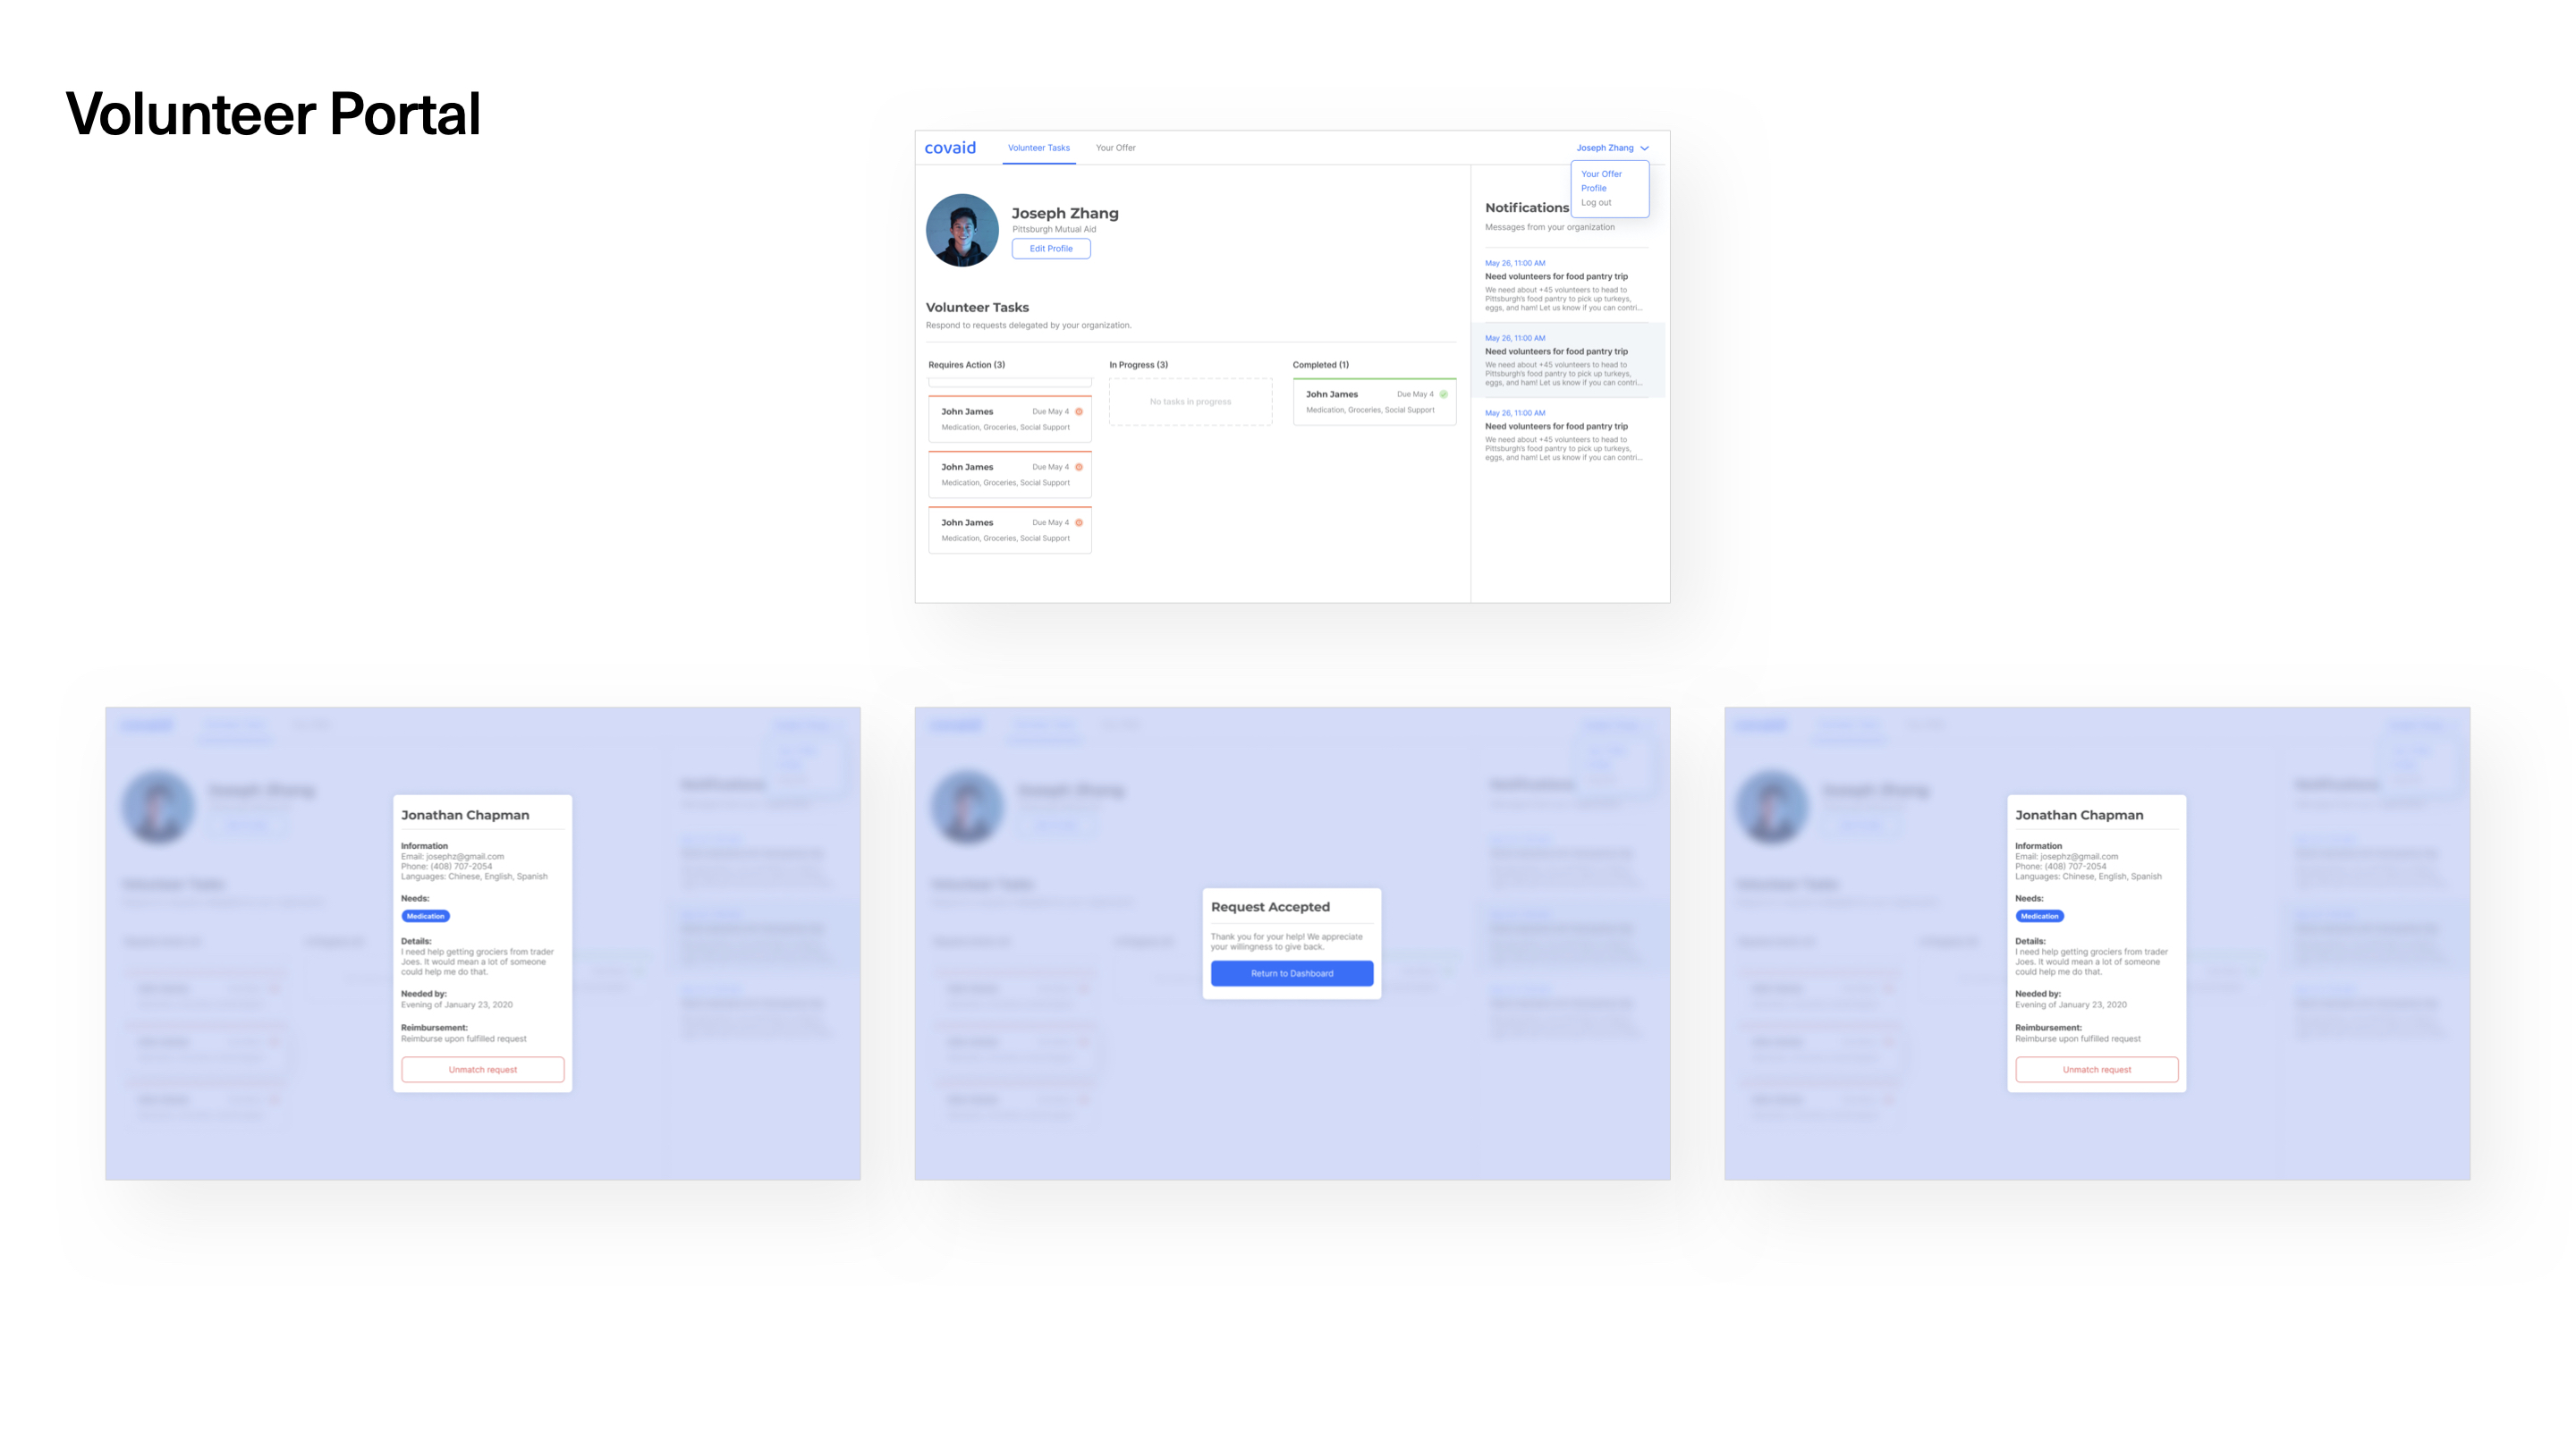 Volunteer Portal
covaid
Volunteer Tasks
Your Offer
Joseph Zhang
Your Offer
Profile
Log out
Joseph Zhang
Pittsburgh Mutual Aid
Edit Profile
Volunteer Tasks
Respond to requests delegated by your organization.
Requires Action (3)
John James
Due May 4
Medication, Groceries, Social Support
John James
Due May 4
Medication, Groceries, Social Support
John James
Due May 4
Medication, Groceries, Social Support
In Progress (3)
No tasks in progress
Completed (1)
John James
Due May 4
Medication, Groceries, Social Support
Notifications
Messages from your organization
May 26, 11:00 AM
Need volunteers for food pantry trip
We need about +45 volunteers to head to
Pittsburgh's food pantry to pick up turkeys,
eggs, and ham! Let us know if you can contri...
May 26, 11:00 AM
Need volunteers for food pantry trip
We need about +45 volunteers to head to
Pittsburgh's food pantry to pick up turkeys,
eggs, and ham! Let us know if you can contri...
May 26, 11:00 AM
Need volunteers for food pantry trip
We need about +45 volunteers to head to
Pittsburgh's food pantry to pick up turkeys,
eggs, and ham! Let us know if you can contri...
Jonathan Chapman
Information
Email: josephz@gmail.com
Phone: (408) 707-2054
Languages: Chinese, English, Spanish
Needs:
Medication
Details:
I need help getting grociers from trader
Joes. It would mean a lot of someone
could help me do that.
Needed by:
Evening of January 23, 2020
Reimbursement:
Reimburse upon fulfilled request
Unmatch request
Request Accepted
Thank you for your help! We appreciate
your willingness to give back.
Return to Dashboard
Jonathan Chapman
Information
Email: josephz@gmail.com
Phone: (408) 707-2054
Languages: Chinese, English, Spanish
Needs:
Medication
Details:
I need help getting grociers from trader
Joes. It would mean a lot of someone
could help me do that.
Needed by:
Evening of January 23, 2020
Reimbursement:
Reimburse upon fulfilled request
Unmatch request